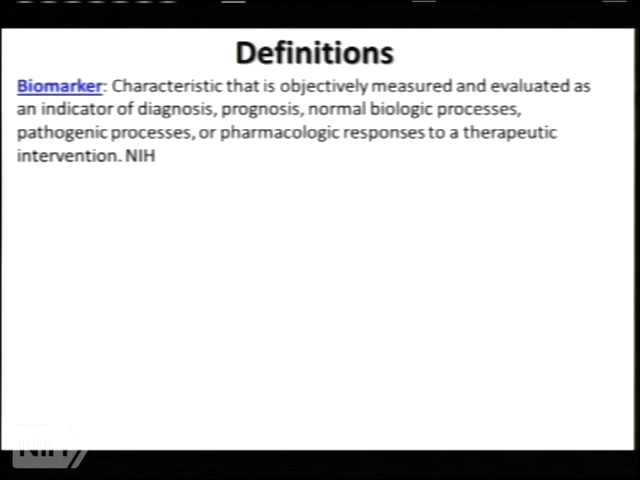 Definitions
Biomarker: Characteristic that is objectively measured and evaluated as
an indicator of diagnosis, prognosis, normal biologic processes,
pathogenic processes, or pharmacologic responses to a therapeutic
intervention. NIH
NIH